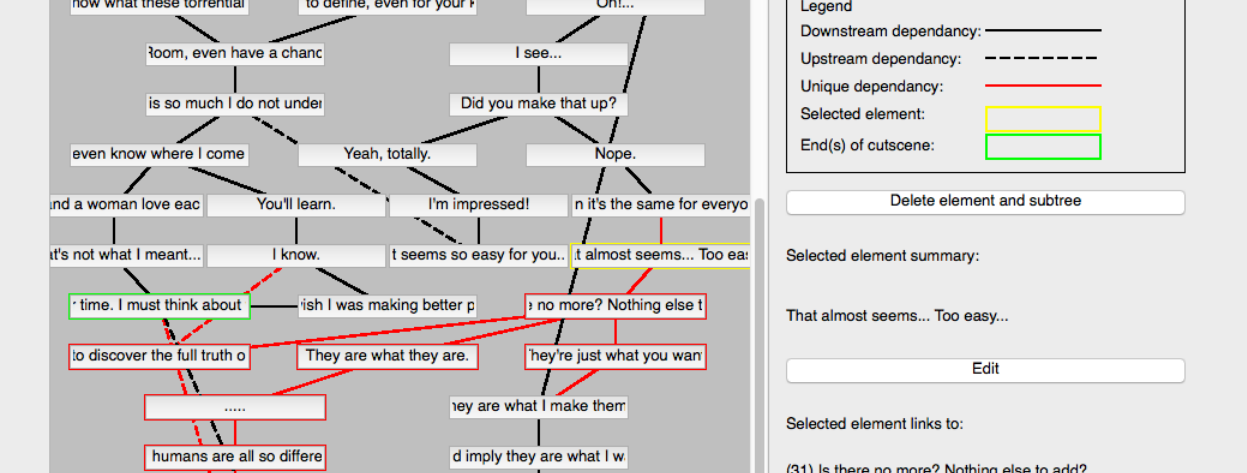 now what these torrential
to define, even for your
Oh!...
Room, even have a chanc
I see...
is so much I do not under
Did you make that up?
even know where I come
Yeah, totally.
Nope.
nd a woman love eac
You'll learn.
I'm impressed!
n it's the same for everyo
t's not what I meant...
I know.
t seems so easy for you..
t almost seems... Too eas
time. I must think about
ish I was making better p
no more? Nothing else t
to discover the full truth o
They are what they are.
They're just what you want
.....
hey are what I make them
humans are all so differe
d imply they are what I w
Legend
Downstream dependancy:
Upstream dependancy:
Unique dependancy:
Selected element:
End(s) of cutscene:
Delete element and subtree
Selected element summary:
That almost seems... Too easy...
Edit
Selected element links to:
(31) Is there no more? Nothing else to add?